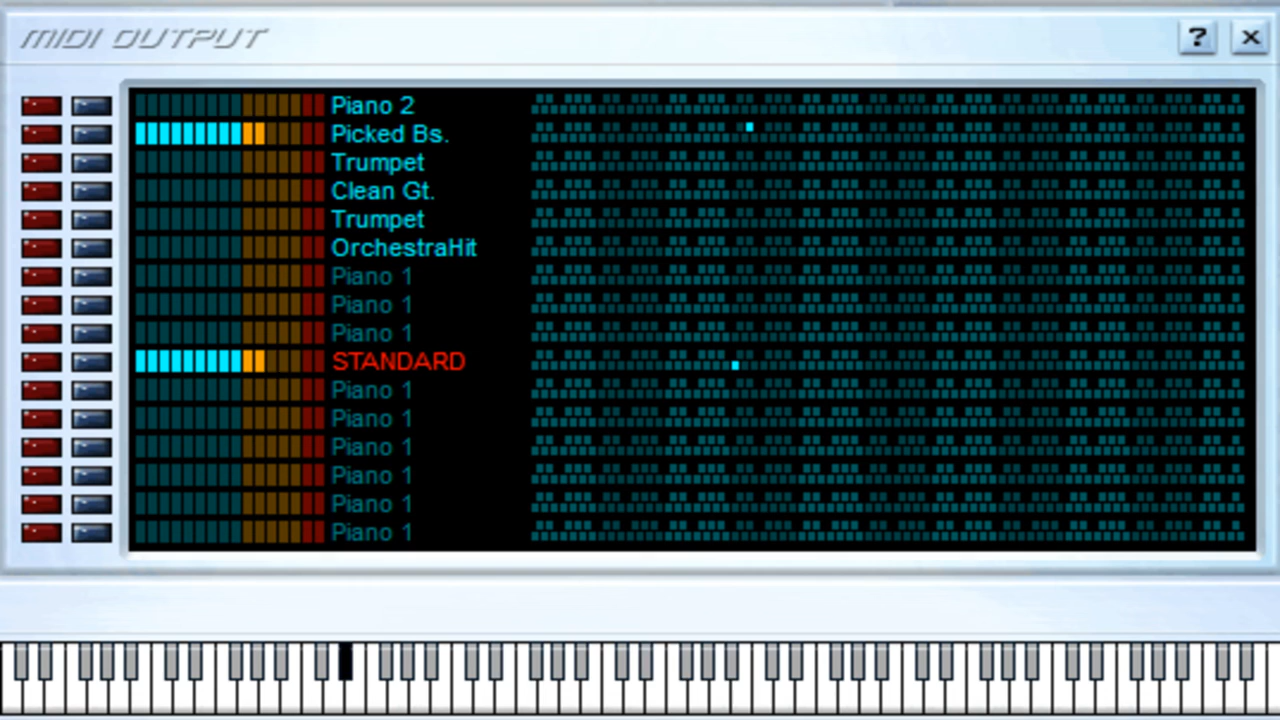 MIDI OUTPUT
? ×
Piano 2
Picked Bs.
Trumpet
Clean Gt.
Trumpet
OrchestraHit
Piano 1
Piano 1
Piano 1
STANDARD
Piano 1
Piano 1
Piano 1
Piano 1
Piano 1
Piano 1